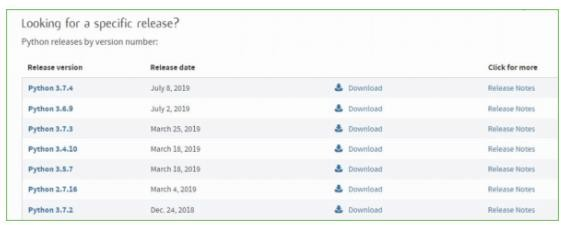 Looking for a specific release?
Python releases by version number:
Release version Release date Click for more
Python 3.7.4 July 8, 2019 Download Release Notes
Python 3.6.9 July 2, 2019 Download Release Notes
Python 3.7.3 March 25, 2019 Download Release Notes
Python 3.4.10 March 18, 2019 Download Release Notes
Python 3.5.7 March 18, 2019 Download Release Notes
Python 2.7.16 March 4, 2019 Download Release Notes
Python 3.7.2 Dec. 24, 2018 Download Release Notes